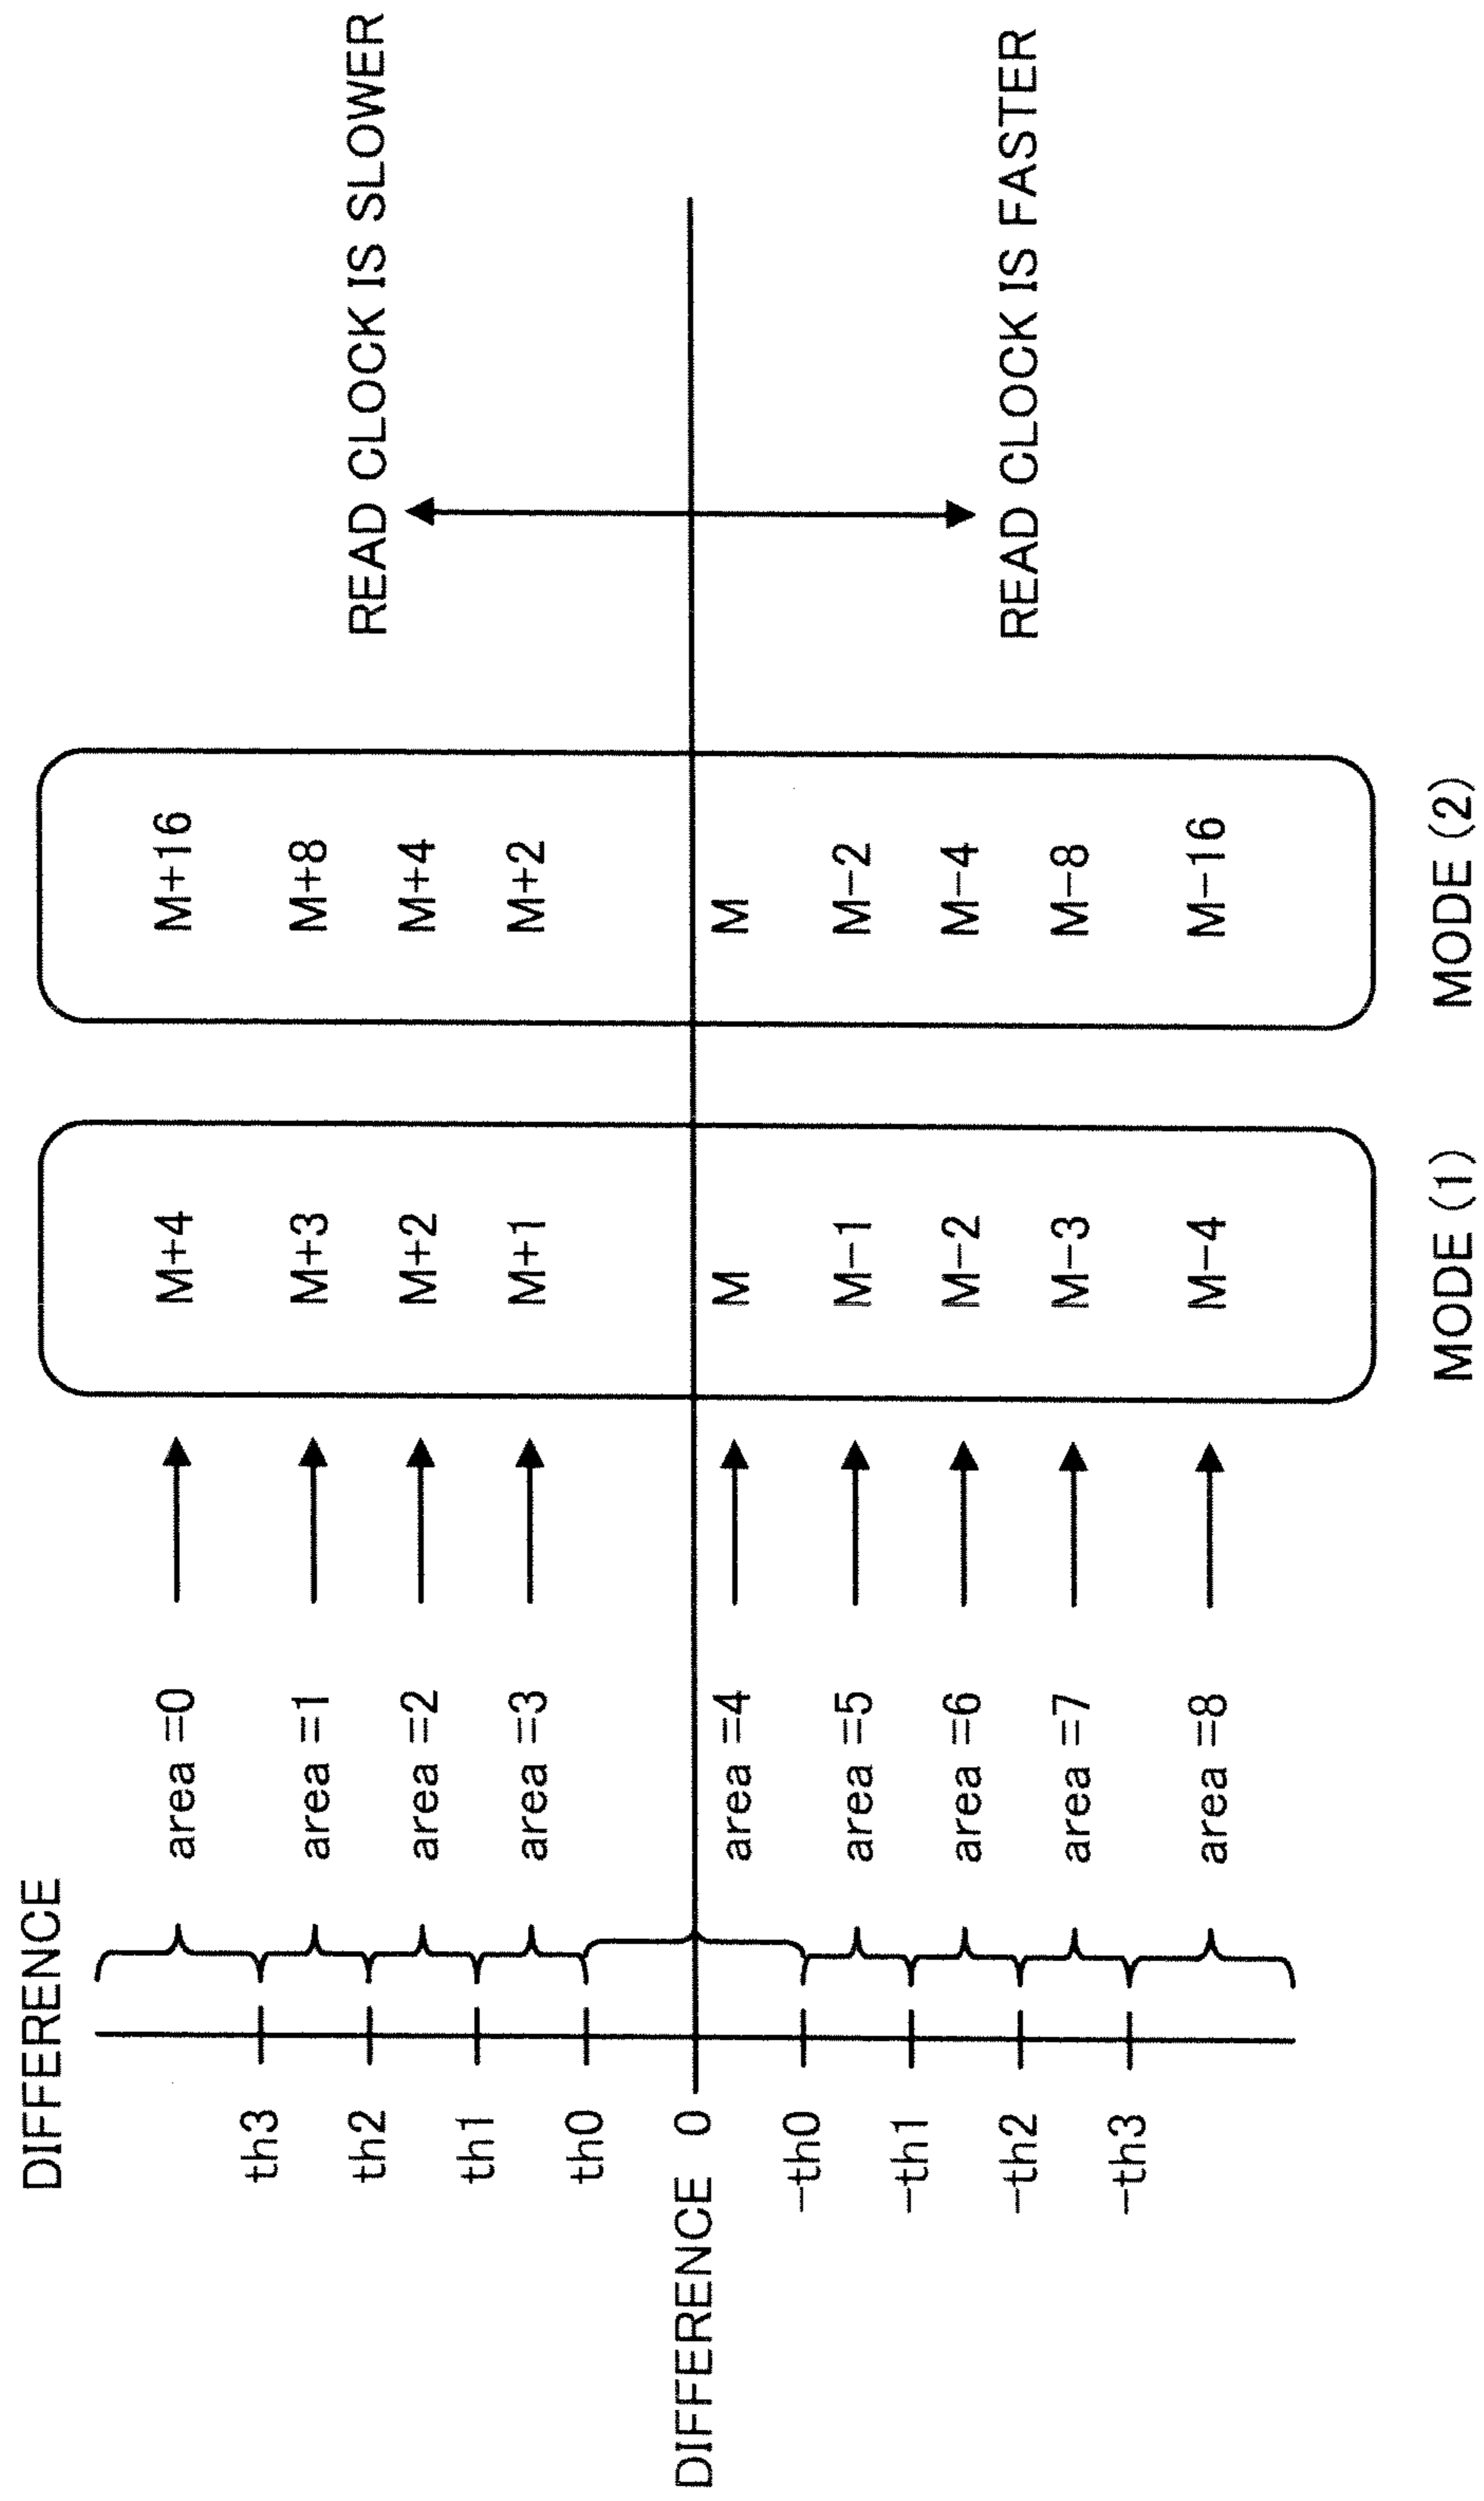 DIFFERENCE
th3
area =0
M+4
M+16
th2
area =1
M+3
M+8
READ CLOCK IS SLOWER
th1
area =2
M+2
M+4
th0
area =3
M+1
M+2
DIFFERENCE 0
area =4
M
M
-th0
area =5
M-1
M-2
-th1
area =6
M-2
M-4
READ CLOCK IS FASTER
-th2
area =7
M-3
M-8
-th3
area =8
M-4
M-16
MODE (1)
MODE (2)